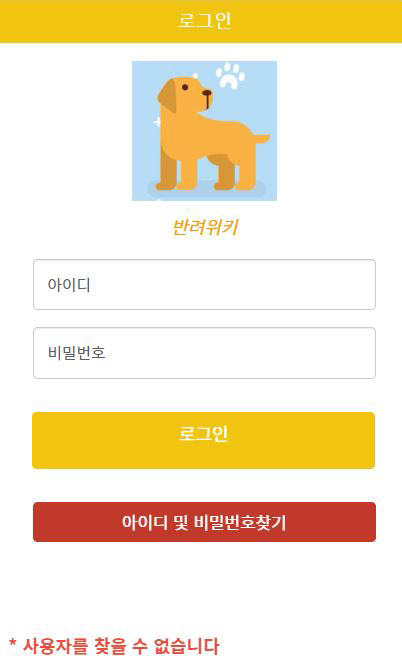 로그인
반려위키
아이디
비밀번호
로그인
아이디 및 비밀번호찾기
* 사용자를 찾을 수 없습니다